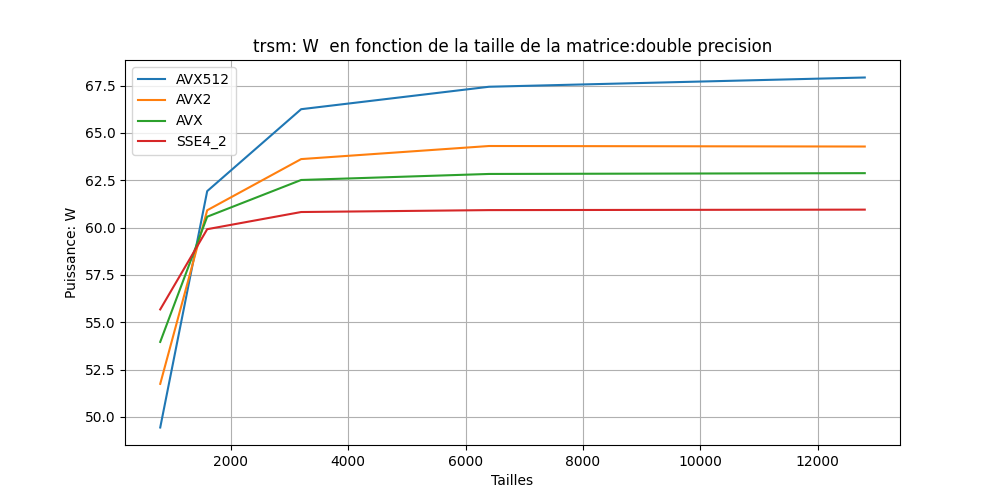 trsm: W  en fonction de la taille de la matrice:double precision
AVX512
AVX2
AVX
SSE4_2
Puissance: W
67.5
65.0
62.5
60.0
57.5
55.0
52.5
50.0
2000 4000 6000 8000 10000 12000
Tailles